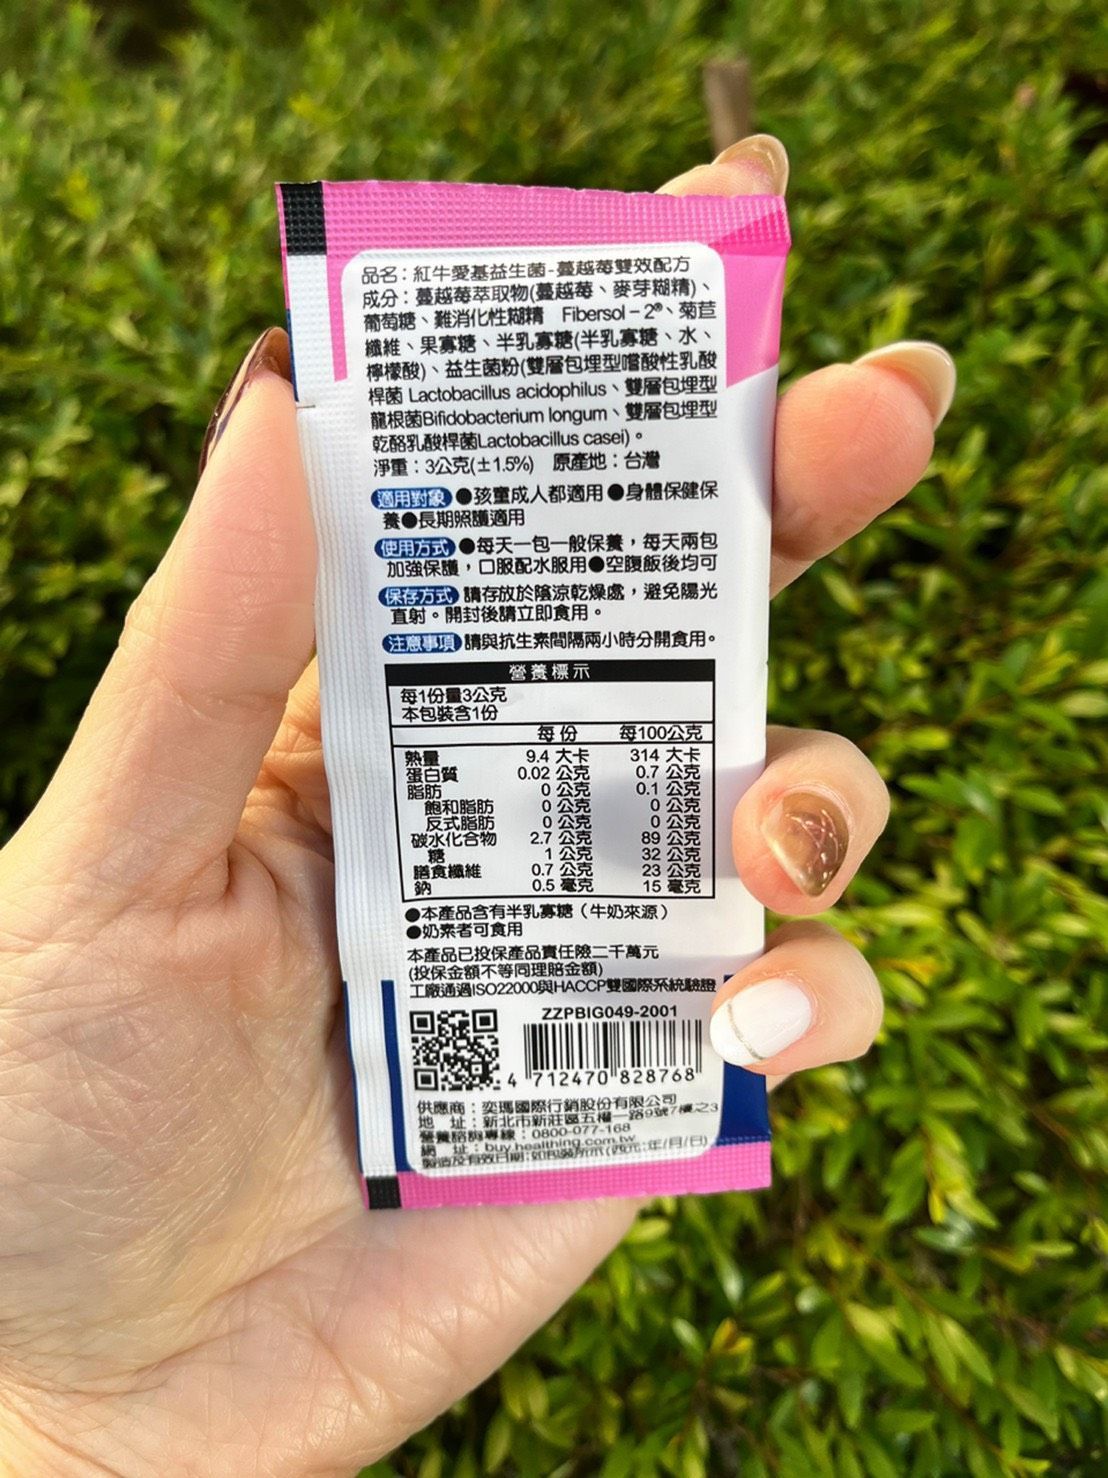 品名：紅牛愛基益生菌-蔓越莓雙效配方
成分：蔓越莓萃取物(蔓越莓、麥芽糊精)、
葡萄糖、難消化性糊精 Fibersol－2®、菊苣
纖維、果寡糖、半乳寡糖(半乳寡糖、水、
檸檬酸)、益生菌粉(雙層包埋型嗜酸性乳酸
桿菌 Lactobacillus acidophilus、雙層包埋型
龍根菌Bifidobacterium longum、雙層包埋型
乾酪乳酸桿菌Lactobacillus casei)。
淨重：3公克(±1.5%) 原產地：台灣
適用對象 ●孩童成人都適用●身體保健保
養●長期照護適用
使用方式 ●每天一包一般保養，每天兩包
加強保護，口服配水服用●空腹飯後均可
保存方式 請存放於陰涼乾燥處，避免陽光
直射。開封後請立即食用。
注意事項 請與抗生素間隔兩小時分開食用。
營養標示
每1份量3公克
本包裝含1份
每份 每100公克
熱量 9.4 大卡 314 大卡
蛋白質 0.02 公克 0.7 公克
脂肪 0 公克 0.1 公克
飽和脂肪 0 公克 0 公克
反式脂肪 0 公克 0 公克
碳水化合物 2.7 公克 89 公克
糖 1 公克 32 公克
膳食纖維 0.7 公克 23 公克
鈉 0.5 毫克 15 毫克
●本產品含有半乳寡糖（牛奶來源）
●奶素者可食用
本產品已投保產品責任險二千萬元
(投保金額不等同理賠金額)
工廠通過ISO22000與HACCP雙國際系統驗證
ZZPBIG049-2001
4 712470 828768
供應商：奕瑪國際行銷股份有限公司
地 址：新北市新莊區五權一路9號7樓之3
營養諮詢專線：0800-077-168
網 址：buy.healthing.com.tw
製造及有效日期:如包裝所示(西元:年/月/日)